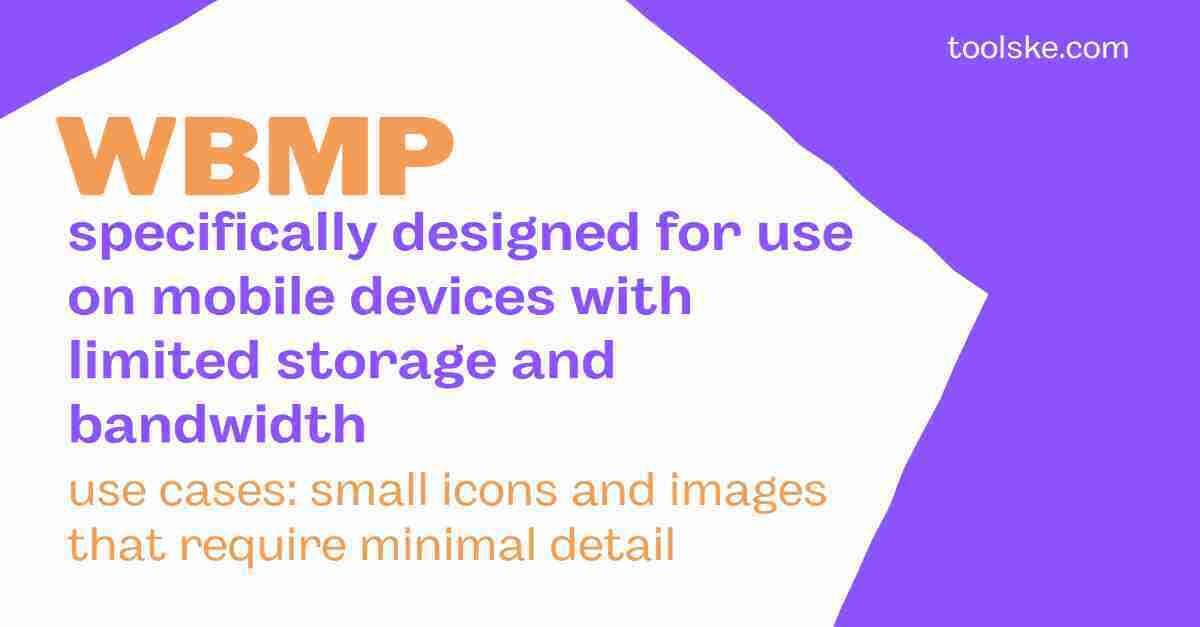 toolske.com
WBMP
specifically designed for use
on mobile devices with
limited storage and
bandwidth
use cases: small icons and images
that require minimal detail